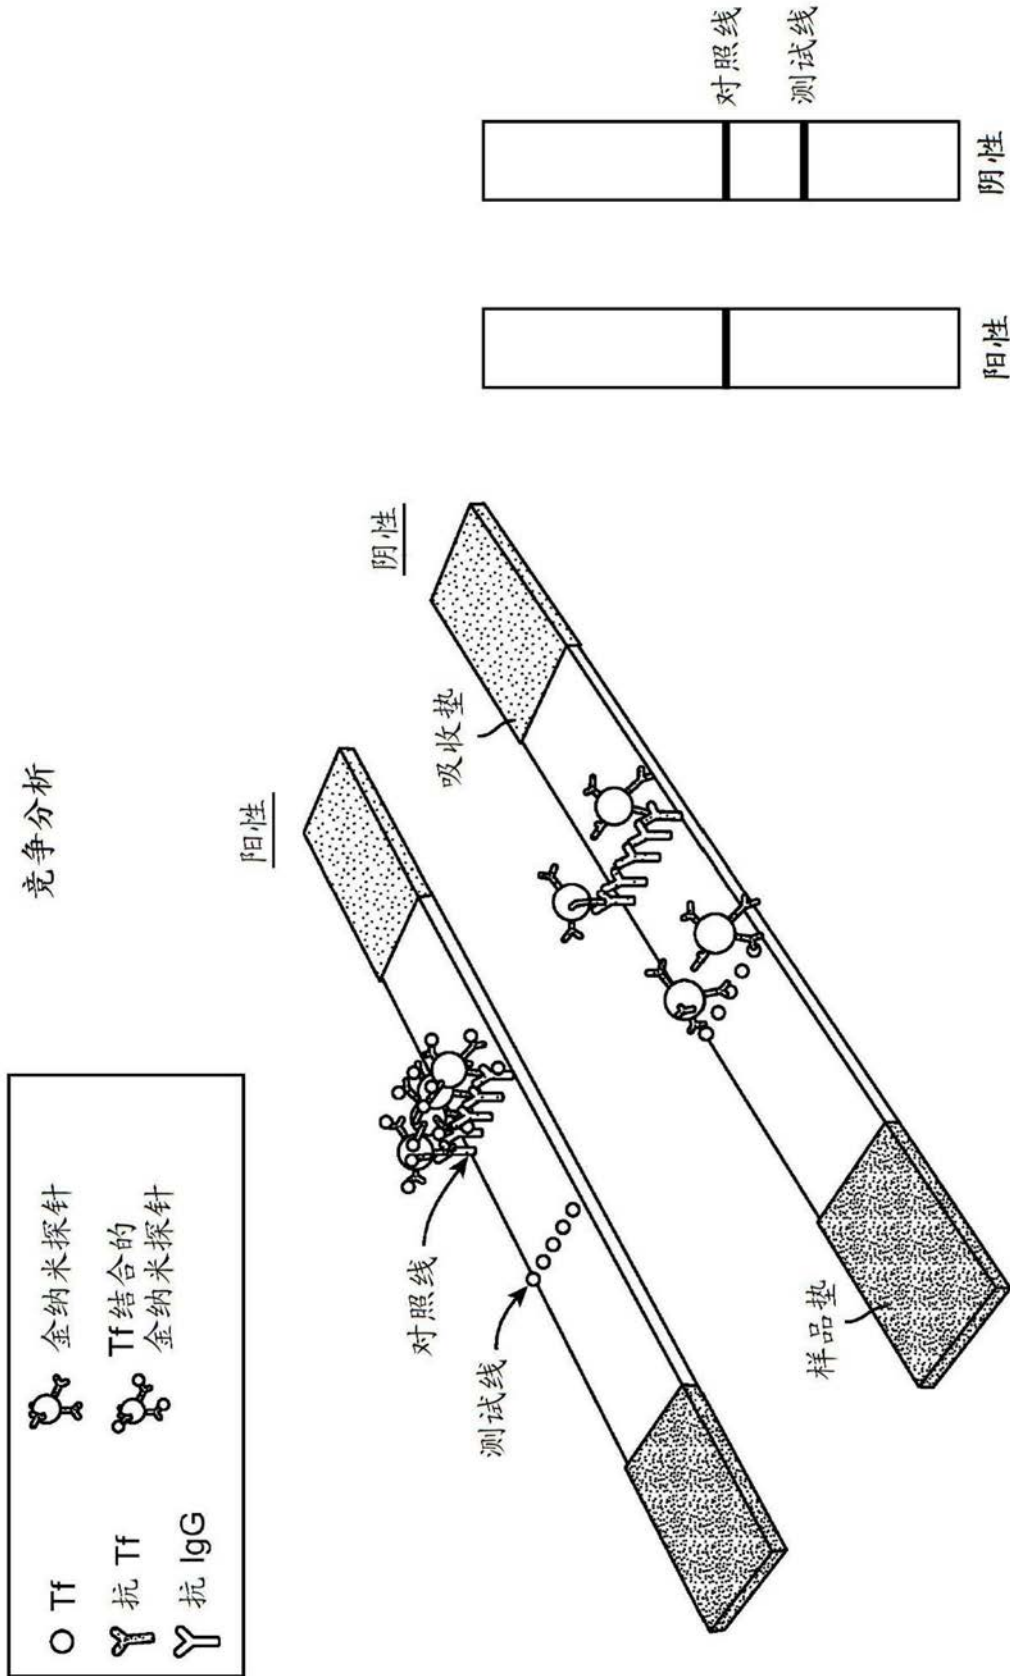 竞争分析
Tf
抗 Tf
抗 IgG
金纳米探针
Tf 结合的
金纳米探针
阳性
对照线
测试线
阴性
吸收垫
样品垫
对照线
测试线
阳性
阴性